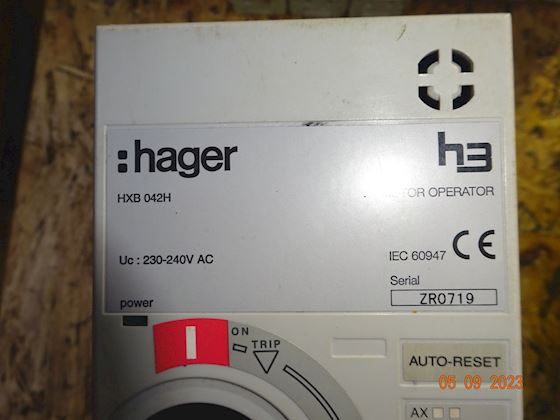 :hager
h3
HXB 042H
MOTOR OPERATOR
Uc : 230-240V AC
IEC 60947 CE
Serial
ZR0719
power
I
ON
TRIP
AUTO-RESET
05 09 2023
AX